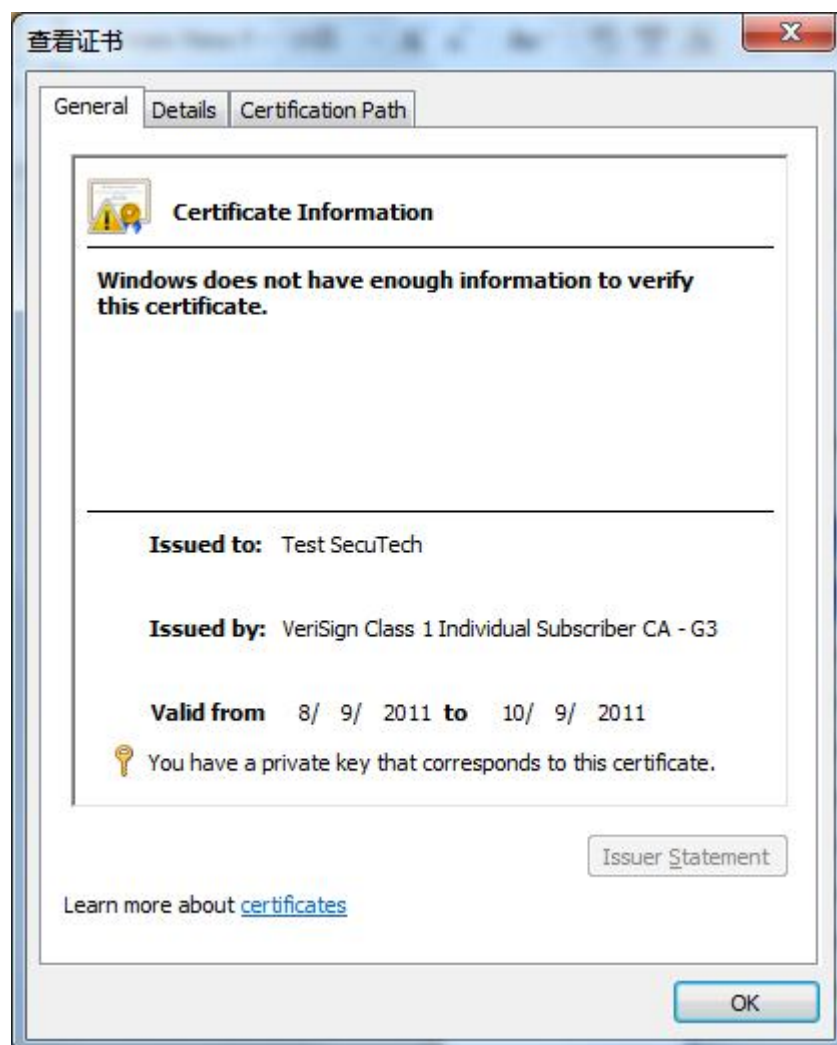 查看证书
General Details Certification Path
Certificate Information
Windows does not have enough information to verify
this certificate.
Issued to: Test SecuTech
Issued by: VeriSign Class 1 Individual Subscriber CA - G3
Valid from 8/ 9/ 2011 to 10/ 9/ 2011
You have a private key that corresponds to this certificate.
Issuer Statement
Learn more about certificates
OK